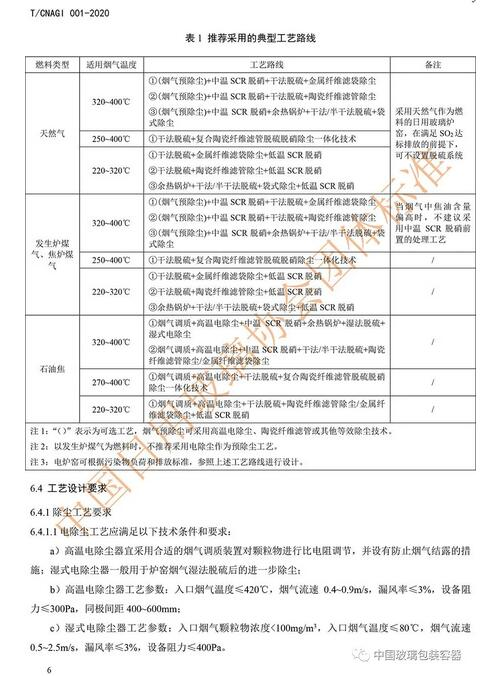 T/CNAGI 001-2020
表 1 推荐采用的典型工艺路线
燃料类型 适用烟气温度 工艺路线 备注
天然气
320~400℃
①(烟气预除尘)+中温 SCR 脱硝+干法脱硫+金属纤维滤袋除尘
②(烟气预除尘)+中温 SCR 脱硝+干法脱硫+陶瓷纤维滤管除尘
③(烟气预除尘)+中温 SCR 脱硝+余热锅炉+干法/半干法脱硫+袋
式除尘
250~400℃ ①干法脱硫+复合陶瓷纤维滤管脱硫脱硝除尘一体化技术
220~320℃
①干法脱硫+金属纤维滤袋除尘+低温 SCR 脱硝
②干法脱硫+陶瓷纤维滤管除尘+低温 SCR 脱硝
③余热锅炉+干法/半干法脱硫+袋式除尘+低温 SCR 脱硝
采用天然气作为燃
料的日用玻璃炉
窑，在满足 SO₂达
标排放的前提下，
可不设置脱硫系统
发生炉煤
气、焦炉煤
气
320~400℃
①(烟气预除尘)+中温 SCR 脱硝+干法脱硫+金属纤维滤袋除尘
②(烟气预除尘)+中温 SCR 脱硝+干法脱硫+陶瓷纤维滤管除尘
③(烟气预除尘)+中温 SCR 脱硝+余热锅炉+干法/半干法脱硫+袋
式除尘
当烟气中焦油含量
偏高时，不建议采
用中温 SCR 脱硝前
置的处理工艺
250~400℃ ①干法脱硫+复合陶瓷纤维滤管脱硫脱硝除尘一体化技术 /
220~320℃
①干法脱硫+金属纤维滤袋除尘+低温 SCR 脱硝
②干法脱硫+陶瓷纤维滤管除尘+低温 SCR 脱硝
③余热锅炉+干法/半干法脱硫+袋式除尘+低温 SCR 脱硝
/
石油焦
320~400℃
①烟气调质+高温电除尘+中温 SCR 脱硝+余热锅炉+湿法脱硫+
湿式电除尘
②烟气调质+高温电除尘+中温 SCR 脱硝+干法/半干法脱硫+陶瓷
纤维滤管除尘/金属纤维滤袋除尘
/
270~400℃
①烟气调质+高温电除尘+干法脱硫+复合陶瓷纤维滤管脱硫脱硝
除尘一体化技术
/
220~320℃
①烟气调质+高温电除尘+干法脱硫+陶瓷纤维滤管除尘/金属纤
维滤袋除尘+低温 SCR 脱硝
/
注 1：“（）”表示为可选工艺，烟气预除尘可采用高温电除尘、陶瓷纤维滤管或其他等效除尘技术。
注 2：以发生炉煤气为燃料时，不推荐采用电除尘作为预除尘工艺。
注 3：电炉窑可根据污染物负荷和排放标准，参照上述工艺路线进行设计。
6.4 工艺设计要求
6.4.1 除尘工艺要求
6.4.1.1 电除尘工艺应满足以下技术条件和要求：
a）高温电除尘器宜采用合适的烟气调质装置对颗粒物进行比电阻调节，并设有防止烟气结露的措
施；湿式电除尘器一般用于炉窑烟气湿法脱硫后的进一步除尘；
b）高温电除尘器工艺参数：入口烟气温度≤420℃，烟气流速 0.4~0.9m/s，漏风率≤3%，设备阻
力≤300Pa，同极间距 400~600mm；
c）湿式电除尘器工艺参数：入口烟气颗粒物浓度<100mg/m³，入口烟气温度≤80℃，烟气流速
0.5~2.5m/s，漏风率≤3%，设备阻力≤400Pa。
6
中国玻璃包装容器
中国日用玻璃协会团体标准